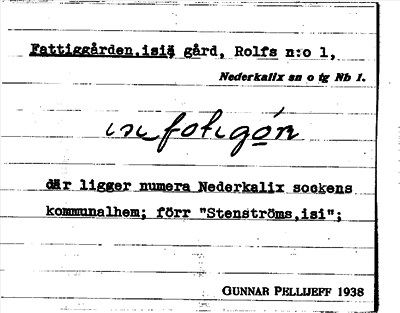 Fattiggården,isiä gård, Rolfs n:o 1,
Nederkalix sn o tg Nb 1.
där ligger numera Nederkalix sockens
kommunalhem; förr "Stenströms,isi";
GUNNAR PELLIJEFF 1938